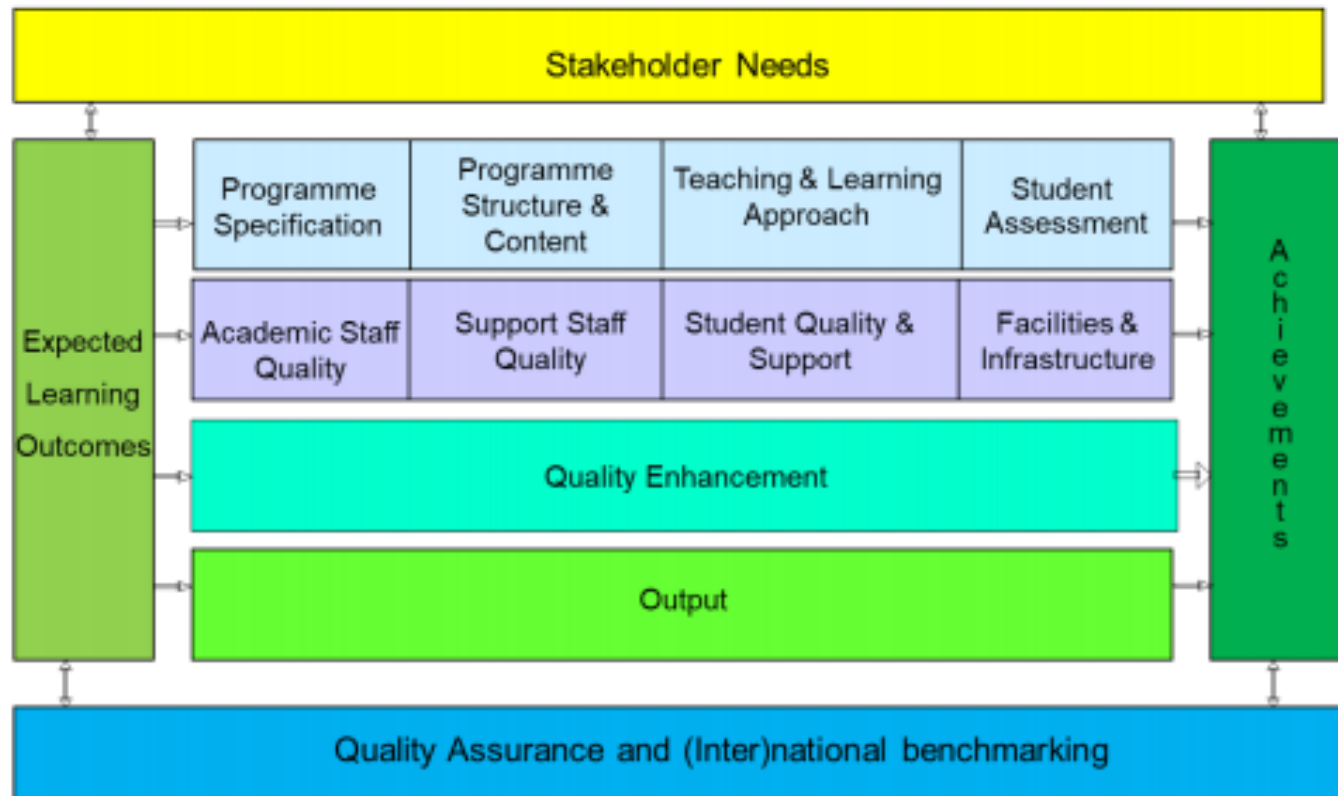 Stakeholder Needs
Expected
Learning
Outcomes
Programme
Specification
Programme
Structure &
Content
Teaching & Learning
Approach
Student
Assessment
Academic Staff
Quality
Support Staff
Quality
Student Quality &
Support
Facilities &
Infrastructure
Quality Enhancement
Output
Achievements
Quality Assurance and (Inter)national benchmarking